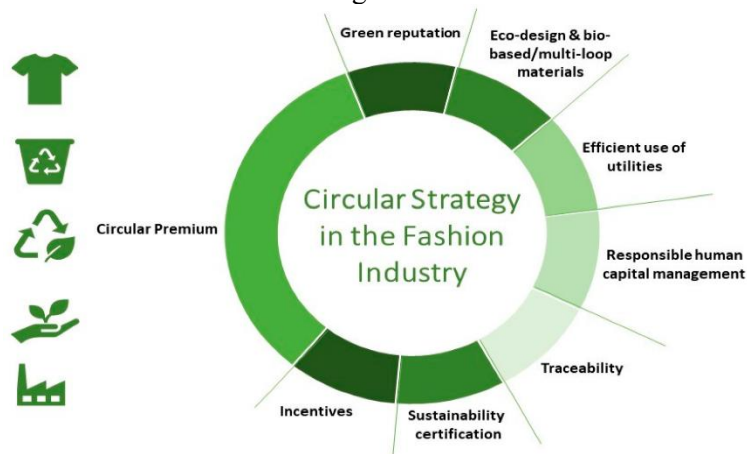 Green reputation
Eco-design & bio-
based/multi-loop
materials
Efficient use of
utilities
Responsible human
capital management
Traceability
Sustainability
certification
Incentives
Circular Premium
Circular Strategy
in the Fashion
Industry